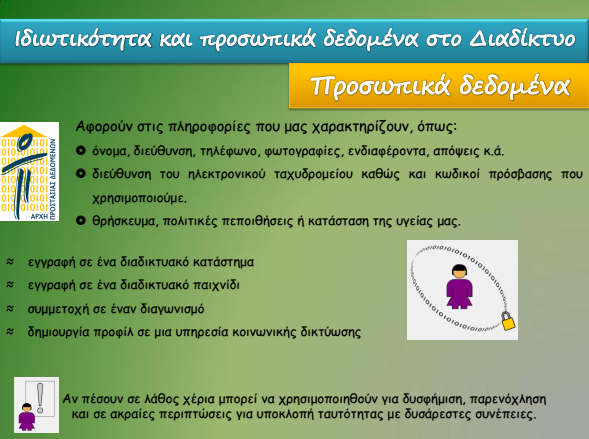 Ιδιωτικότητα και προσωπικά δεδομένα στο Διαδίκτυο
Προσωπικά δεδομένα
Αφορούν στις πληροφορίες που μας χαρακτηρίζουν, όπως:
όνομα, διεύθυνση, τηλέφωνο, φωτογραφίες, ενδιαφέροντα, απόψεις κ.ά.
διεύθυνση του ηλεκτρονικού ταχυδρομείου καθώς και κωδικοί πρόσβασης που
χρησιμοποιούμε.
θρήσκευμα, πολιτικές πεποιθήσεις ή κατάσταση της υγείας μας.
ΑΡΧΗ
ΠΡΟΣΤΑΣΙΑΣ ΔΕΔΟΜΕΝΩΝ
≈ εγγραφή σε ένα διαδικτυακό κατάστημα
≈ εγγραφή σε ένα διαδικτυακό παιχνίδι
≈ συμμετοχή σε έναν διαγωνισμό
≈ δημιουργία προφίλ σε μια υπηρεσία κοινωνικής δικτύωσης
Αν πέσουν σε λάθος χέρια μπορεί να χρησιμοποιηθούν για δυσφήμιση, παρενόχληση
και σε ακραίες περιπτώσεις για υποκλοπή ταυτότητας με δυσάρεστες συνέπειες.